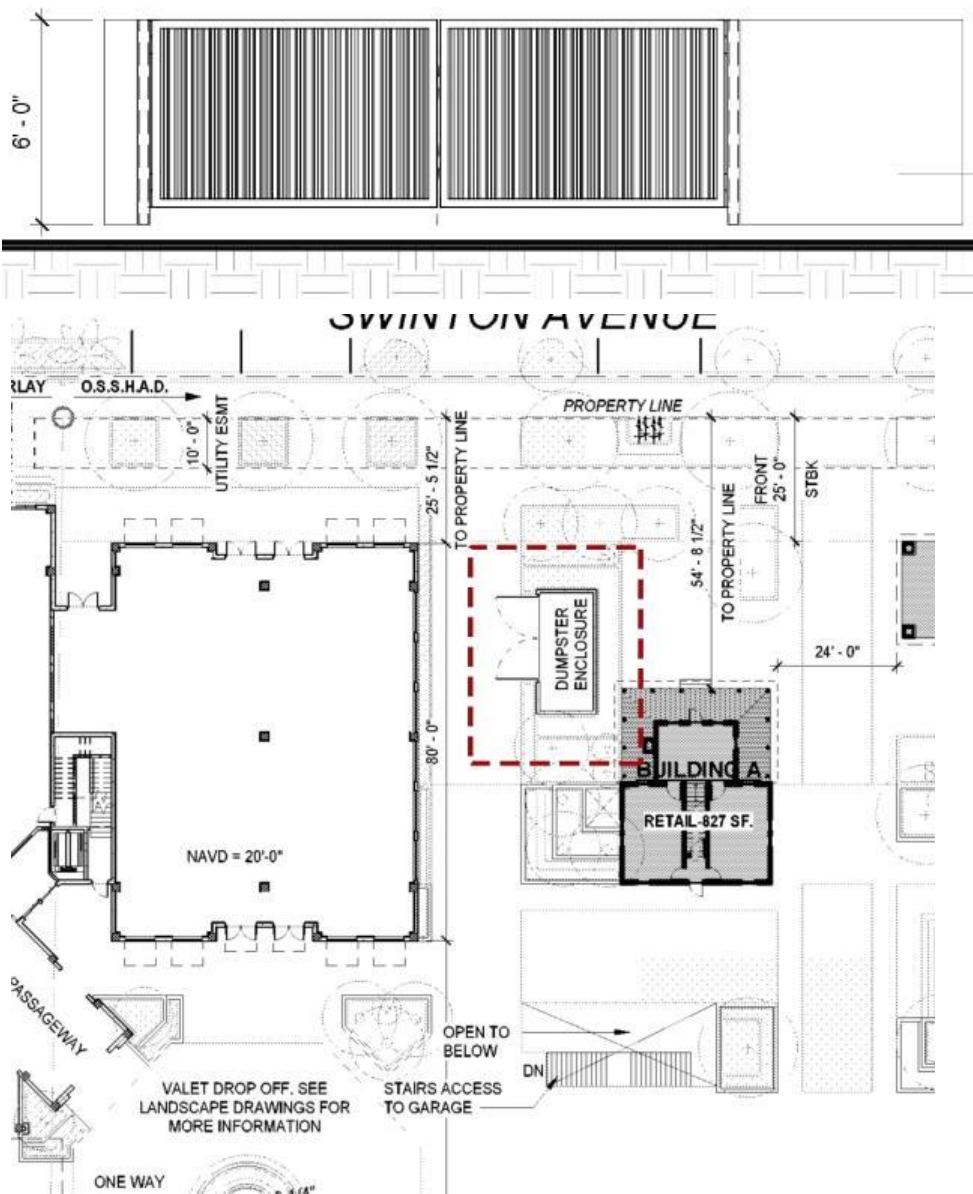 6' - 0"
SWINTON AVENUE
RLAY
O.S.S.H.A.D.
PROPERTY LINE
10' - 0"
UTILITY ESMT
25' - 5 1/2"
TO PROPERTY LINE
54' - 8 1/2"
TO PROPERTY LINE
FRONT
25' - 0"
STBK
DUMPSTER
ENCLOSURE
24' - 0"
80' - 0"
BUILDING A
RETAIL-827 SF.
NAVD = 20'-0"
PASSAGEWAY
OPEN TO
BELOW
DN
VALET DROP OFF. SEE
LANDSCAPE DRAWINGS FOR
MORE INFORMATION
STAIRS ACCESS
TO GARAGE
ONE WAY